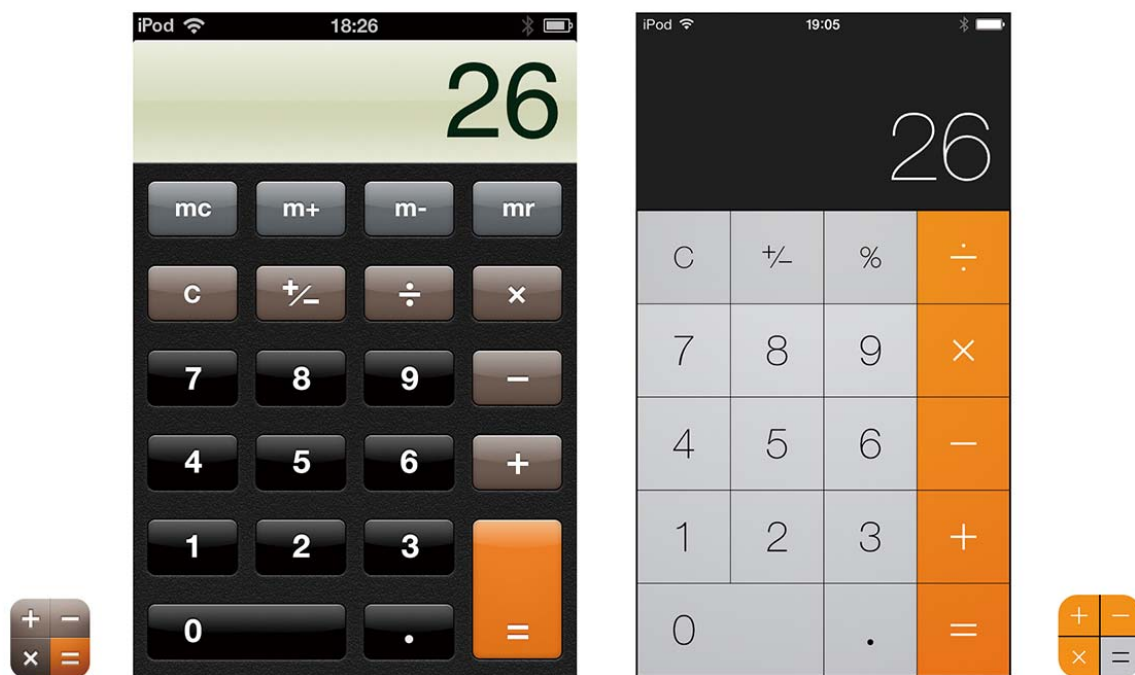 iPod 18:26
26
mc m+ m- mr
C +/- ÷ ×
7 8 9 −
4 5 6 +
1 2 3
0 . =
+ −
× =
iPod 19:05
26
C +/- % ÷
7 8 9 ×
4 5 6 −
1 2 3 +
0 . =
+ −
× =